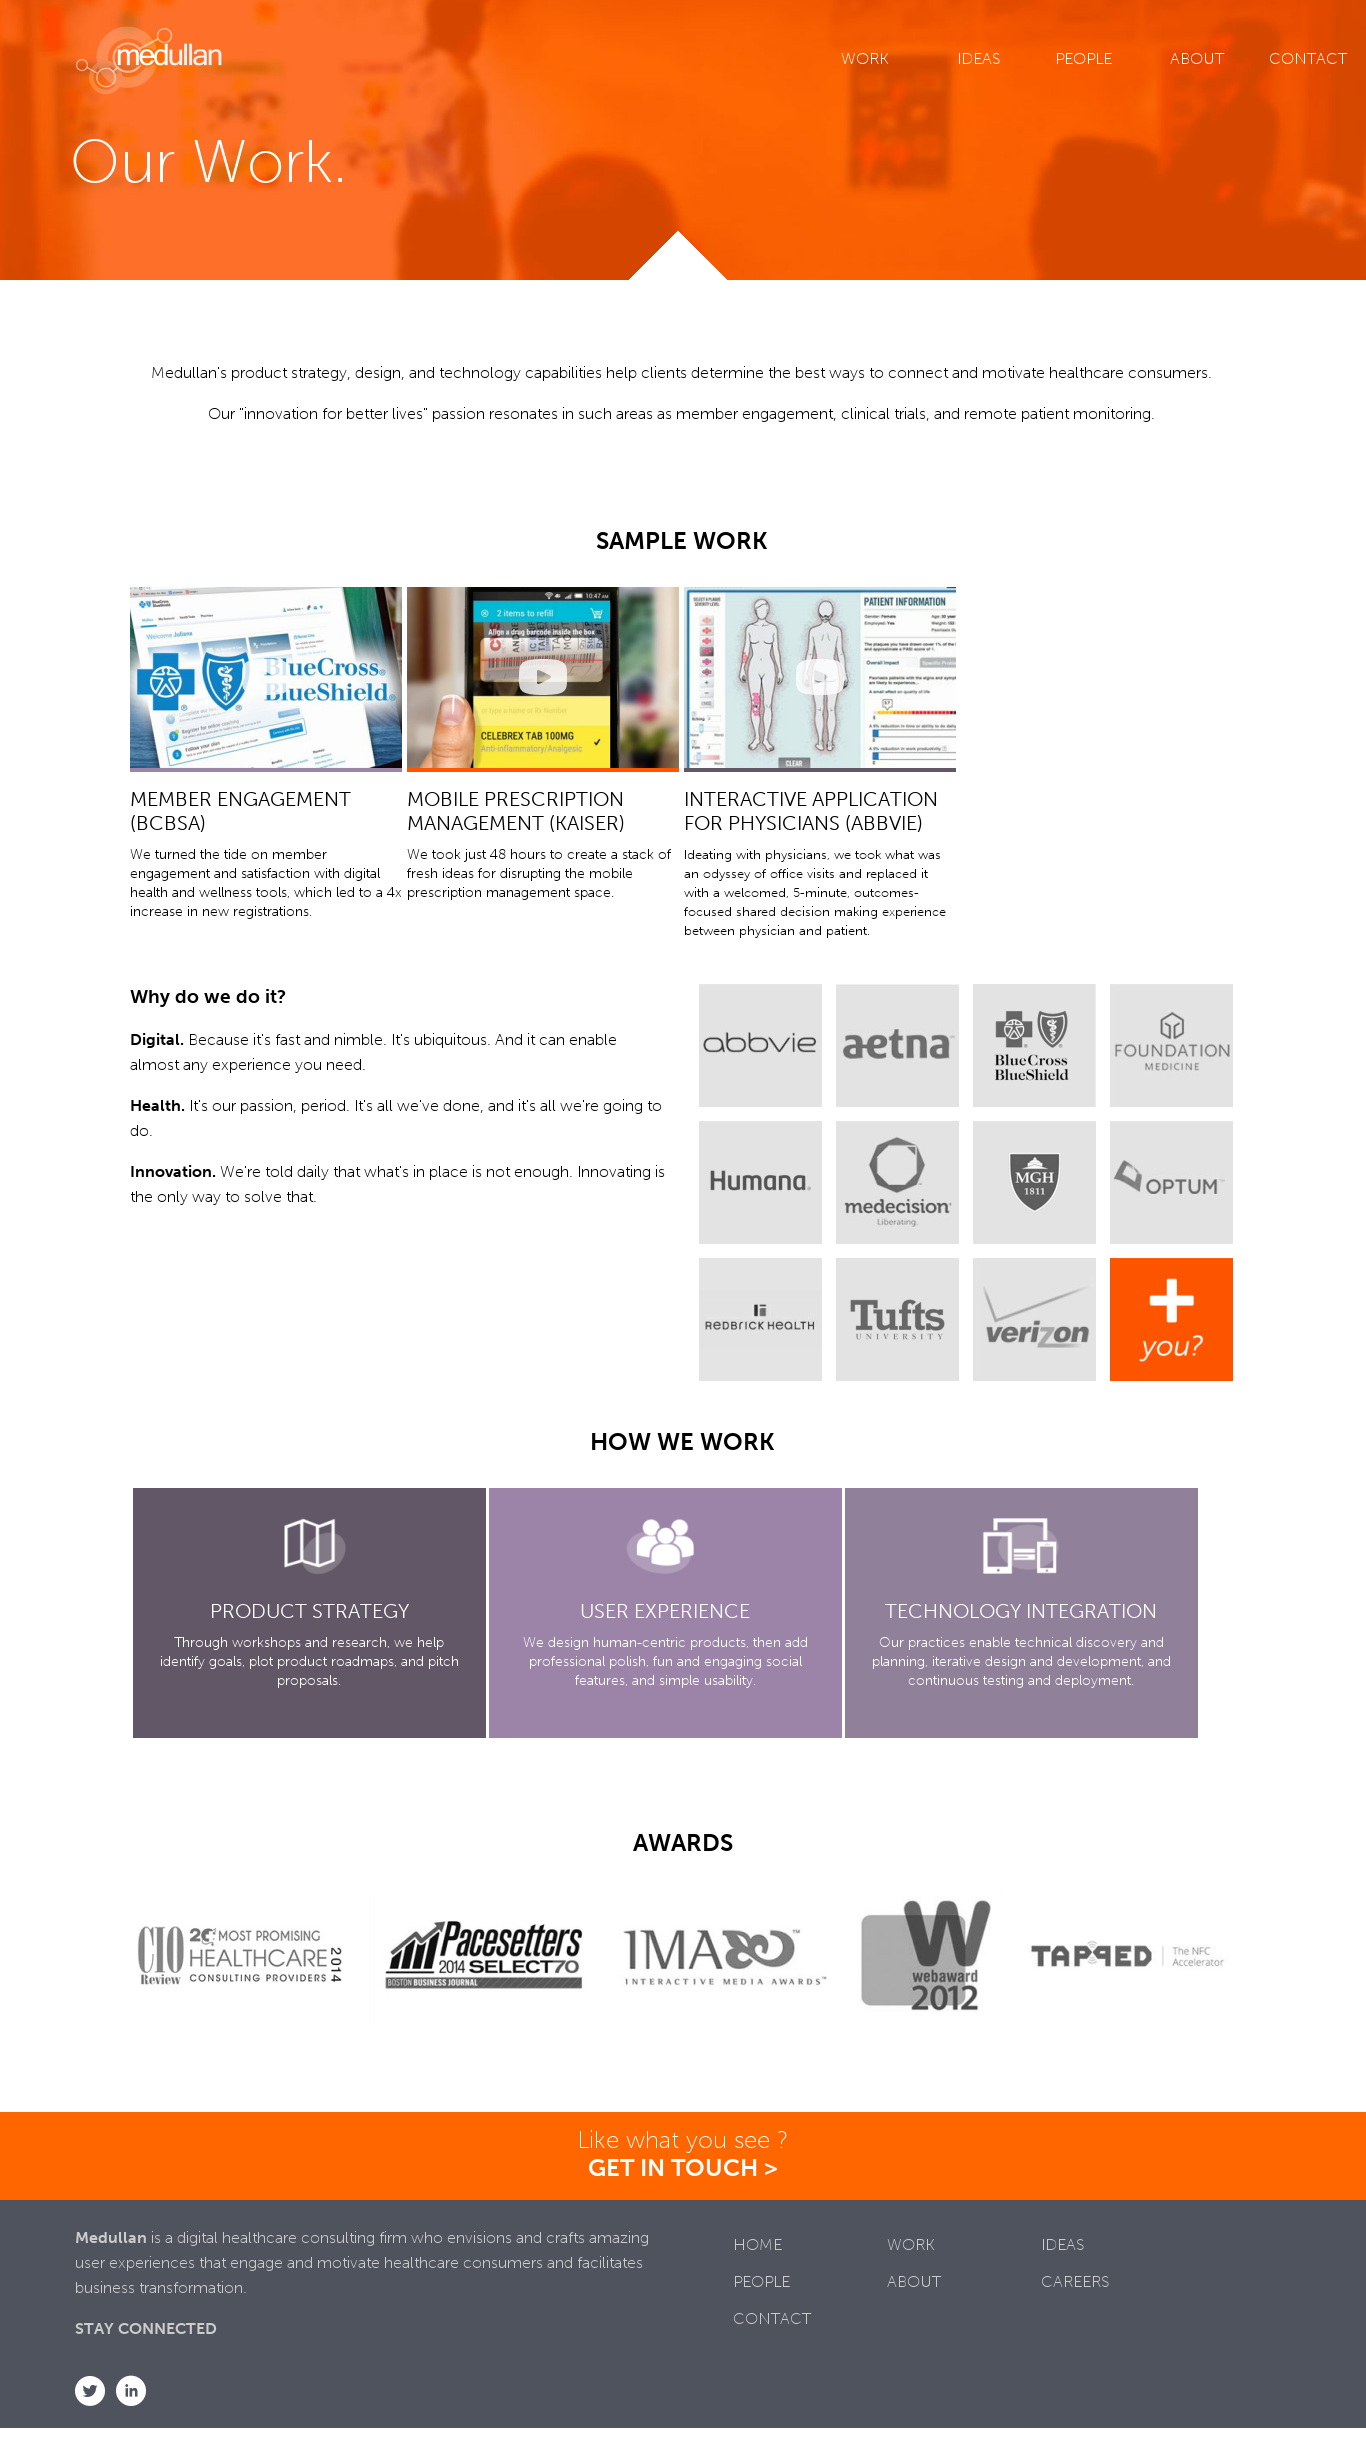 medullan
WORK IDEAS PEOPLE ABOUT CONTACT
Our Work.
Medullan's product strategy, design, and technology capabilities help clients determine the best ways to connect and motivate healthcare consumers.
Our "innovation for better lives" passion resonates in such areas as member engagement, clinical trials, and remote patient monitoring.
SAMPLE WORK
BlueCross
BlueShield
2 items to refill
10:47 AM
Align a drug barcode inside the box
CELEBREX TAB 100MG
Anti-inflammatory/Analgesic
PATIENT INFORMATION
CLEAR
MEMBER ENGAGEMENT
(BCBSA)
We turned the tide on member
engagement and satisfaction with digital
health and wellness tools, which led to a 4x
increase in new registrations.
MOBILE PRESCRIPTION
MANAGEMENT (KAISER)
We took just 48 hours to create a stack of
fresh ideas for disrupting the mobile
prescription management space.
INTERACTIVE APPLICATION
FOR PHYSICIANS (ABBVIE)
Ideating with physicians, we took what was
an odyssey of office visits and replaced it
with a welcomed, 5-minute, outcomes-
focused shared decision making experience
between physician and patient.
Why do we do it?
Digital. Because it's fast and nimble. It's ubiquitous. And it can enable
almost any experience you need.
Health. It's our passion, period. It's all we've done, and it's all we're going to
do.
Innovation. We're told daily that what's in place is not enough. Innovating is
the only way to solve that.
abbvie
aetna™
BlueCross
BlueShield
FOUNDATION
MEDICINE
Humana.
medecision
Liberating.
MGH
1811
OPTUM™
REDBRICK HEALTH
Tufts
UNIVERSITY
verizon
+
you?
HOW WE WORK
PRODUCT STRATEGY
Through workshops and research, we help
identify goals, plot product roadmaps, and pitch
proposals.
USER EXPERIENCE
We design human-centric products, then add
professional polish, fun and engaging social
features, and simple usability.
TECHNOLOGY INTEGRATION
Our practices enable technical discovery and
planning, iterative design and development, and
continuous testing and deployment.
AWARDS
CIO
Review
20 MOST PROMISING
HEALTHCARE
CONSULTING PROVIDERS
2014
Pacesetters
2014 SELECT70
BOSTON BUSINESS JOURNAL
IMA™
INTERACTIVE MEDIA AWARDS™
W
webaward
2012
TAPPED
The NFC
Accelerator
Like what you see ?
GET IN TOUCH >
Medullan is a digital healthcare consulting firm who envisions and crafts amazing
user experiences that engage and motivate healthcare consumers and facilitates
business transformation.
STAY CONNECTED
in
HOME WORK IDEAS
PEOPLE ABOUT CAREERS
CONTACT